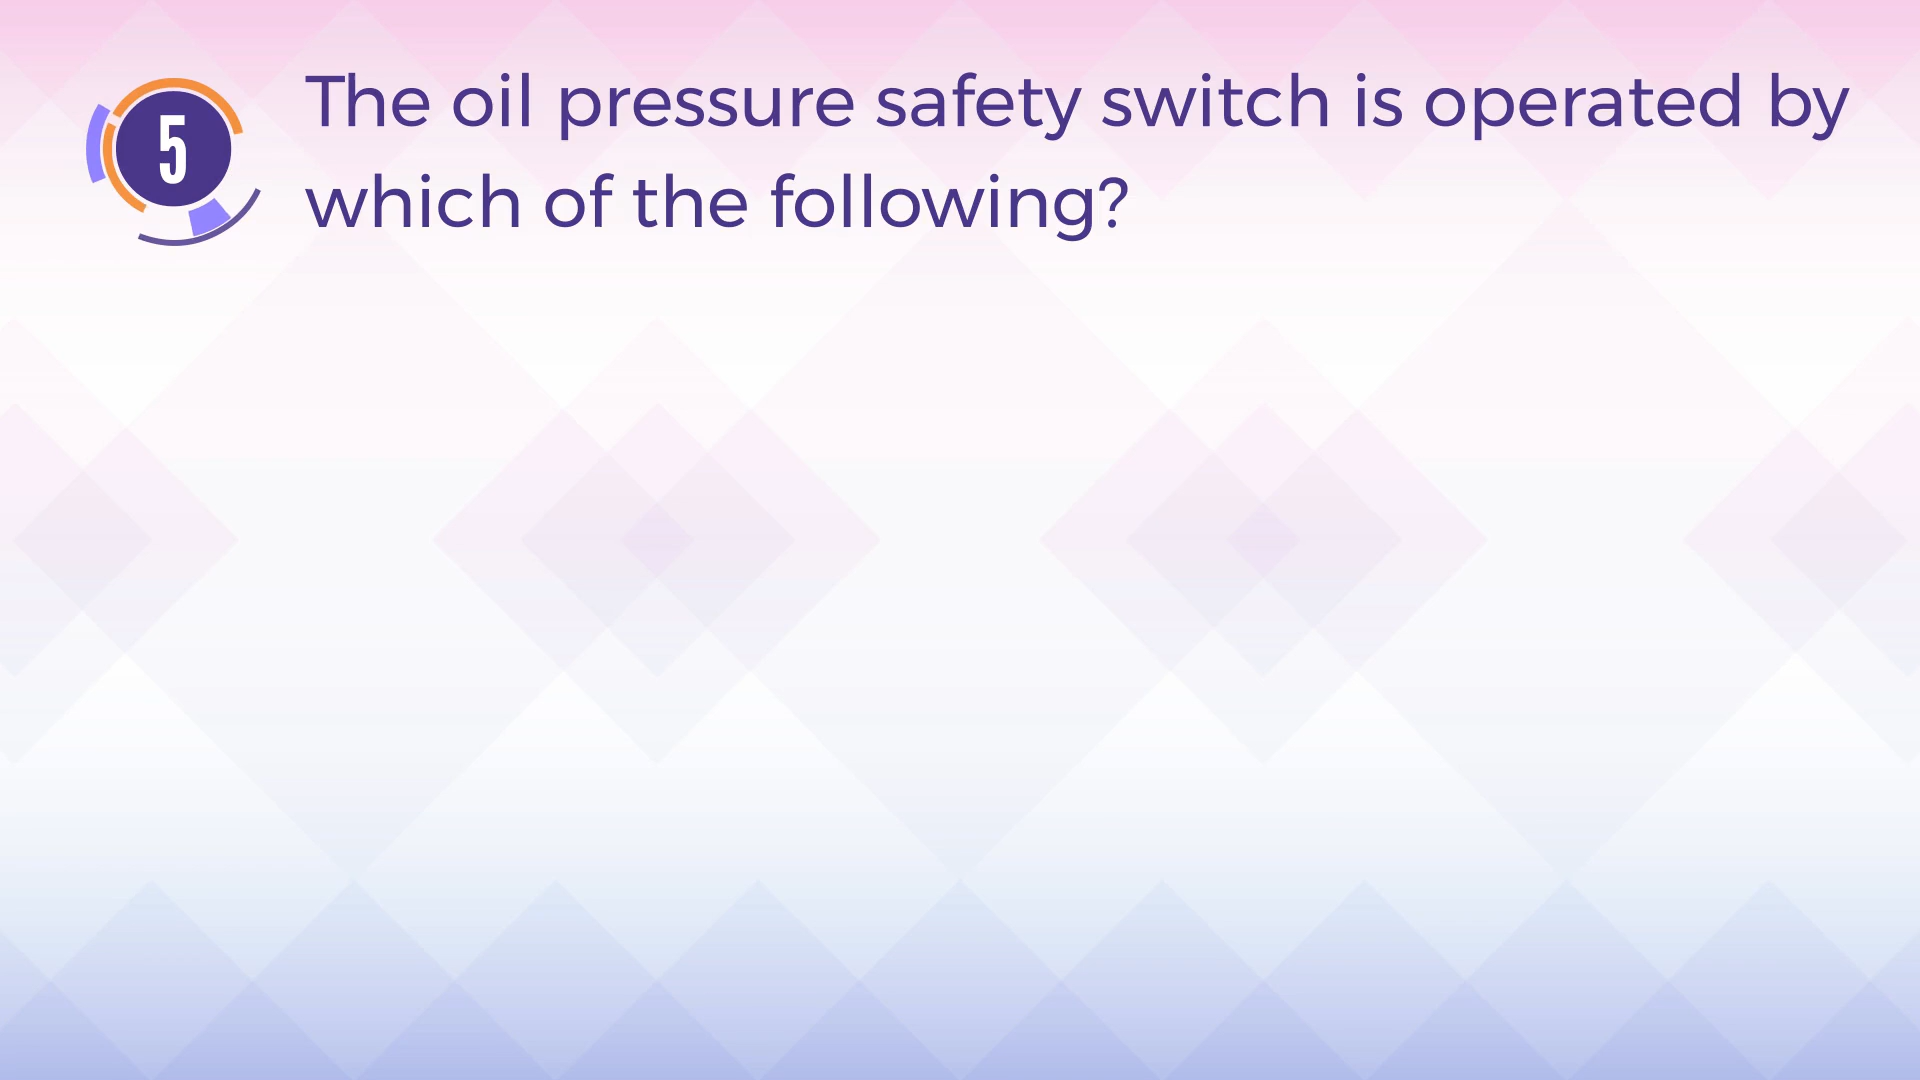 5
The oil pressure safety switch is operated by
which of the following?